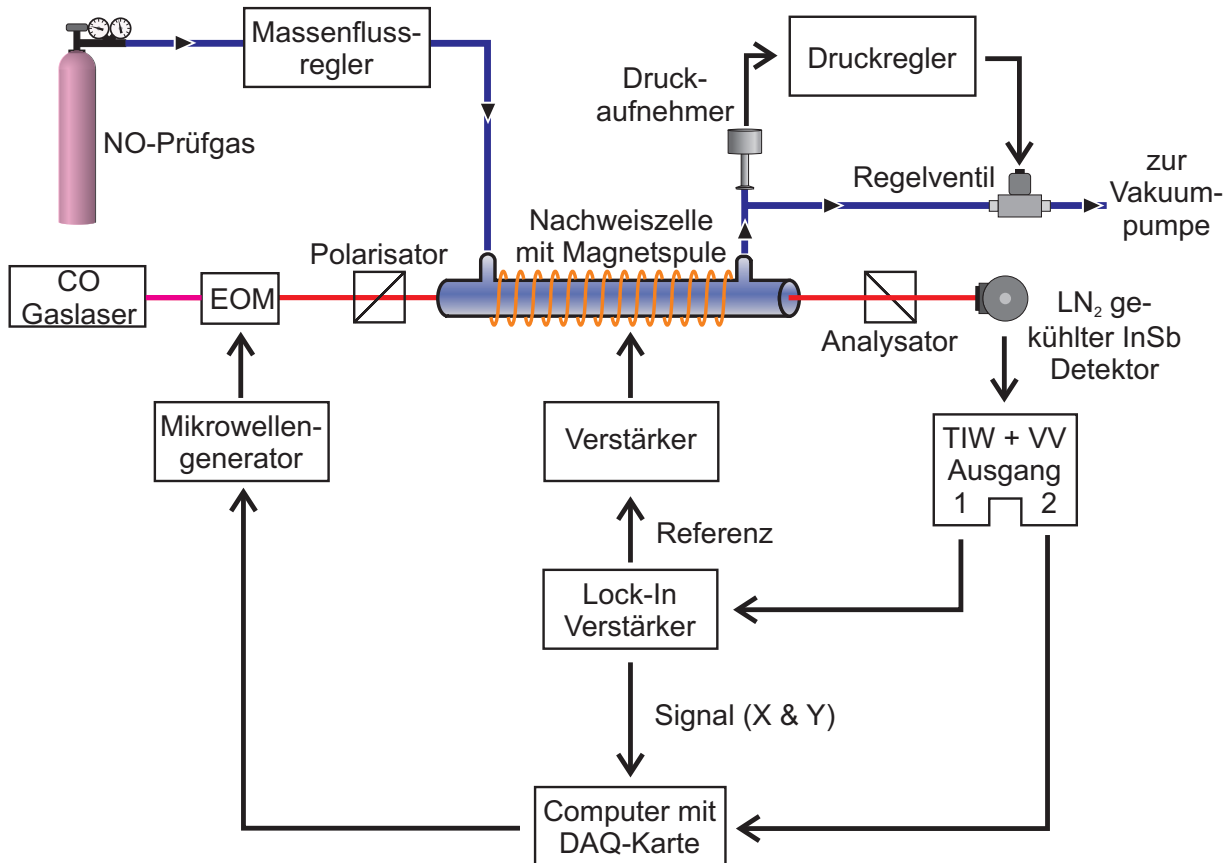 Massenfluss-
regler
NO-Prüfgas
Druck-
aufnehmer
Druckregler
Regelventil
zur
Vakuum-
pumpe
Nachweiszelle
mit Magnetspule
Polarisator
CO
Gaslaser
EOM
Analysator
LN₂ ge-
kühlter InSb
Detektor
Mikrowellen-
generator
Verstärker
TIW + VV
Ausgang
1 2
Referenz
Lock-In
Verstärker
Signal (X & Y)
Computer mit
DAQ-Karte